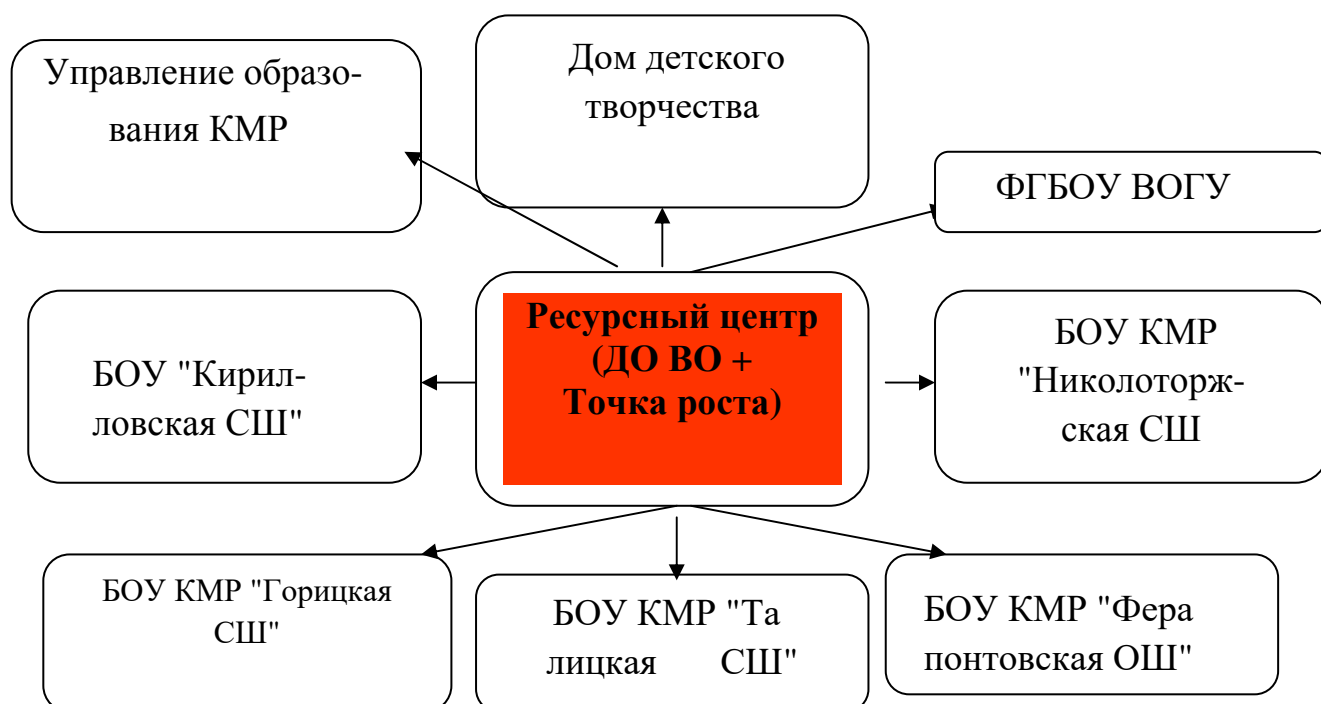 Управление образо-
вания КМР
Дом детского
творчества
ФГБОУ ВОГУ
БОУ "Кирил-
ловская СШ"
Ресурсный центр
(ДО ВО +
Точка роста)
БОУ КМР
"Николоторж-
ская СШ
БОУ КМР "Горицкая
СШ"
БОУ КМР "Та
лицкая СШ"
БОУ КМР "Фера
понтовская ОШ"